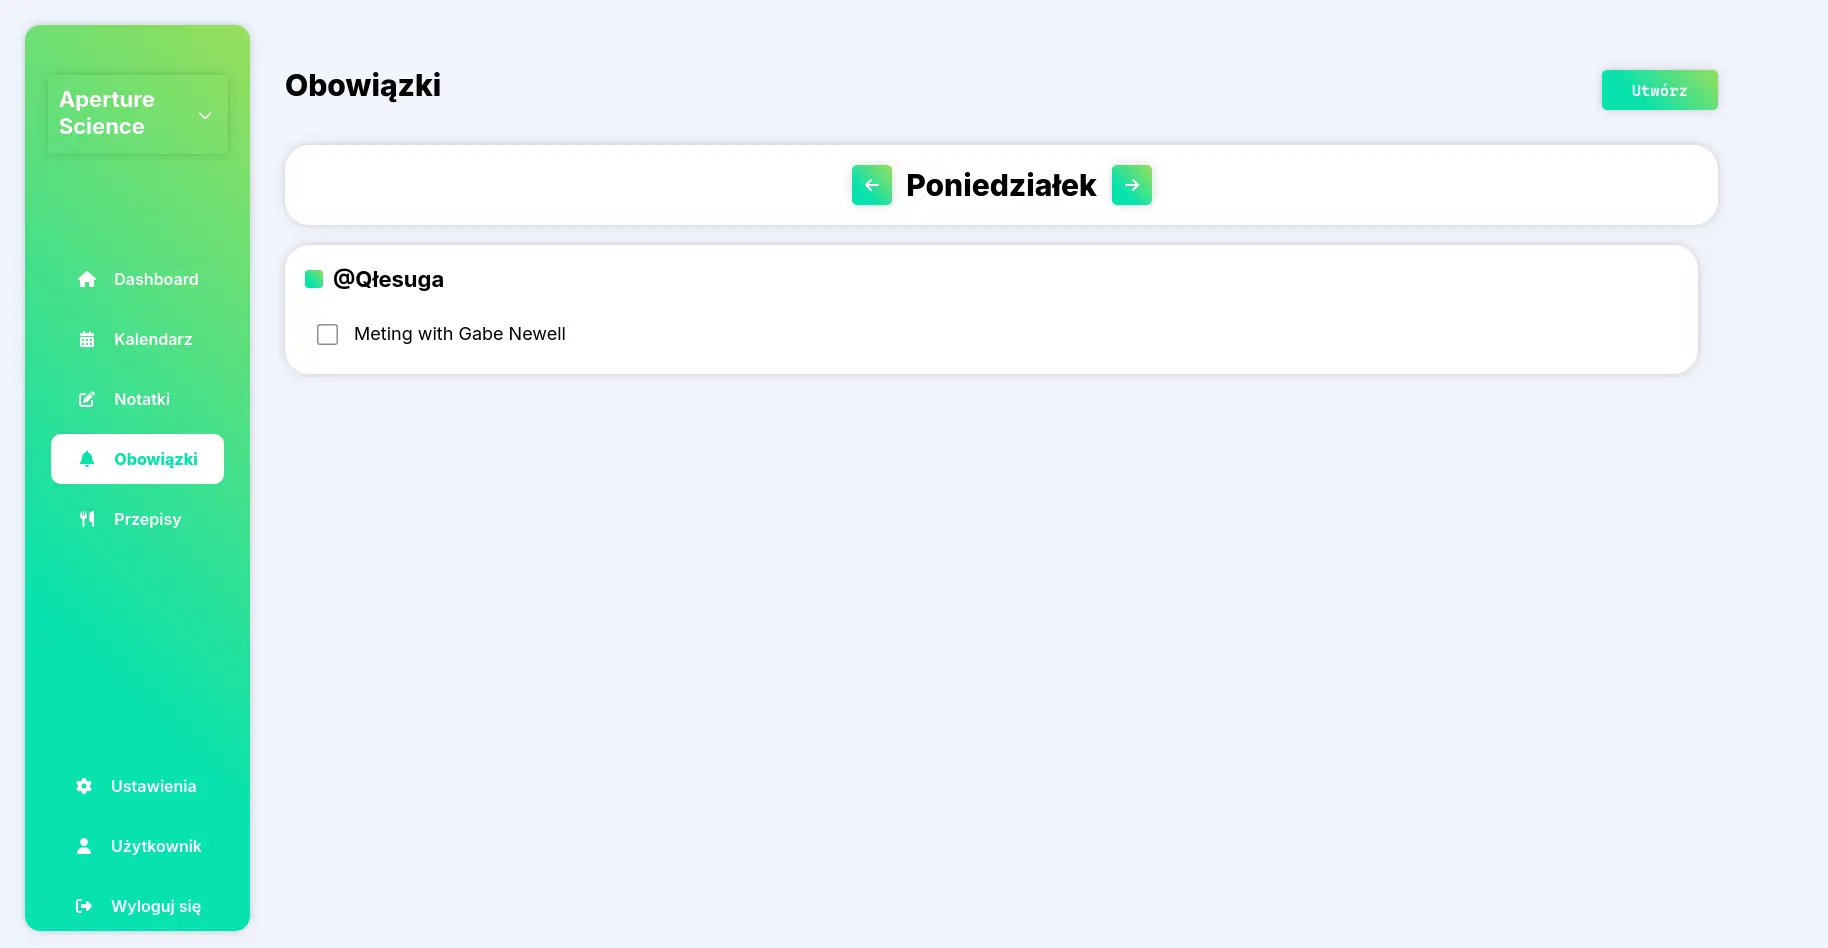 Aperture
Science
Dashboard
Kalendarz
Notatki
Obowiązki
Przepisy
Ustawienia
Użytkownik
Wyloguj się
Obowiązki
Utwórz
Poniedziałek
@Qłesuga
Meting with Gabe Newell